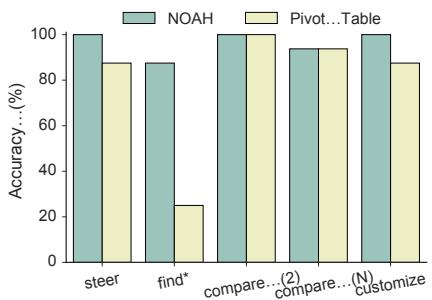 NOAH Pivot…Table
Accuracy…(%)
100
80
60
40
20
0
steer find* compare…(2) compare…(N) customize